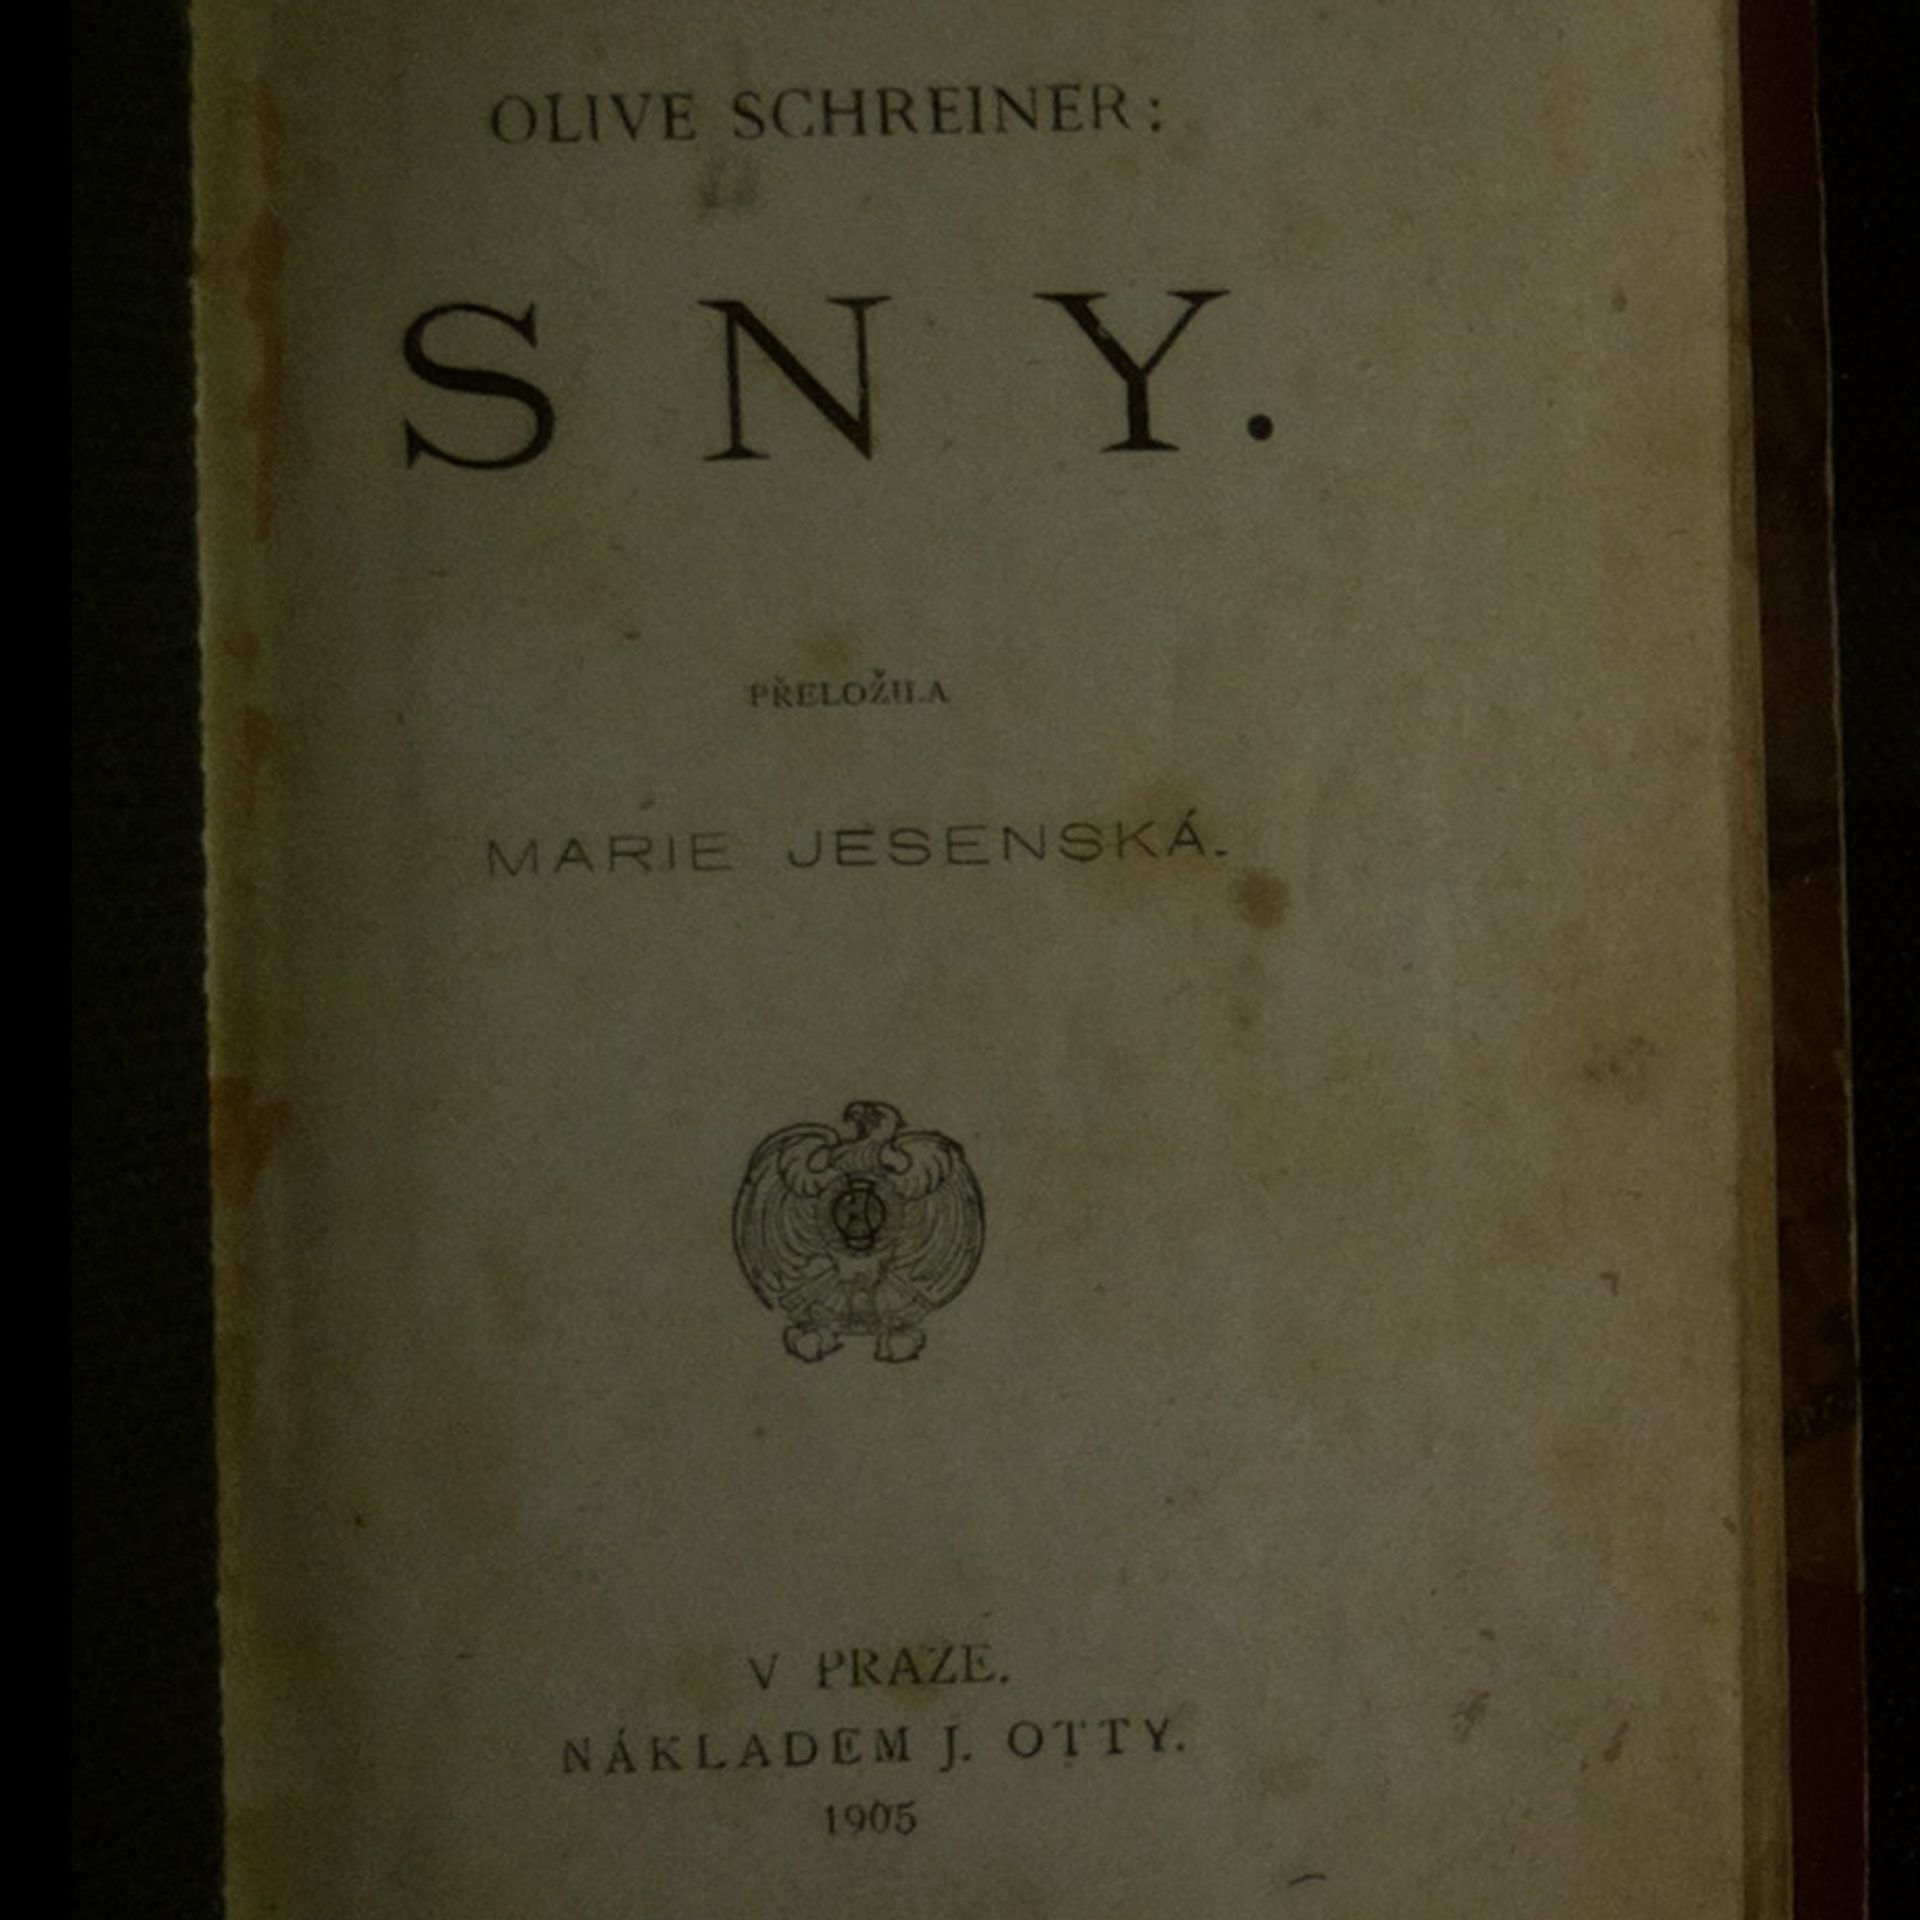 OLIVE SCHREINER:
SNY.
PŘELOŽILA
MARIE JESENSKÁ.
V PRAZE.
NÁKLADEM J. OTTY.
1905